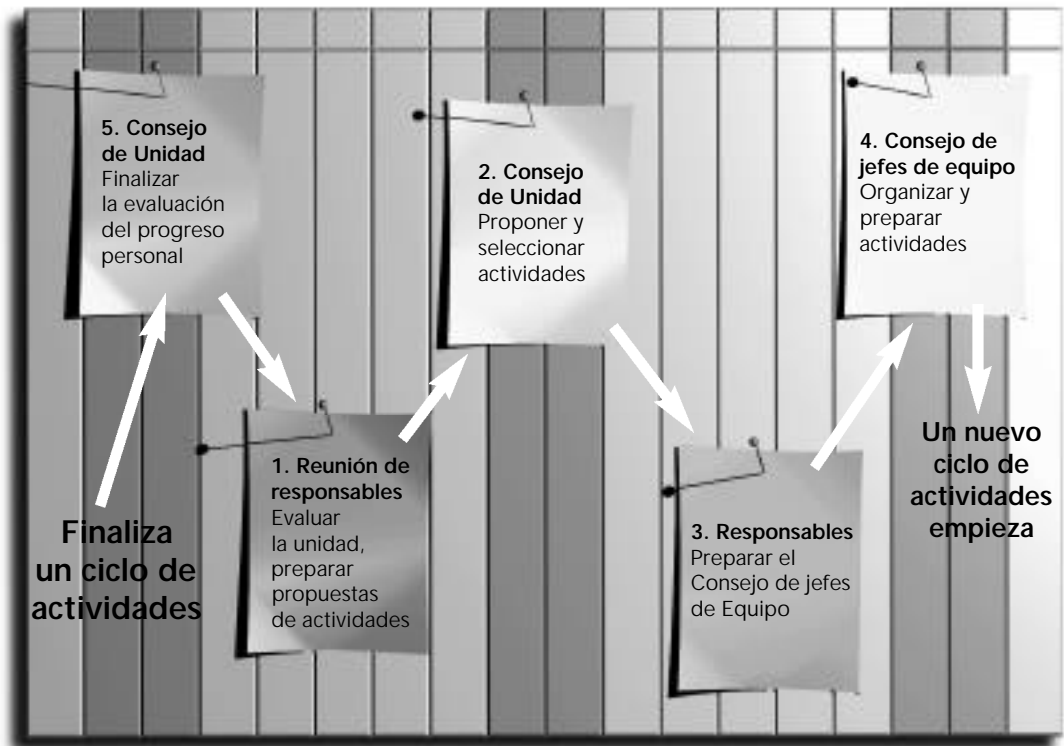 Finaliza
un ciclo de
actividades
5. Consejo
de Unidad
Finalizar
la evaluación
del progreso
personal
1. Reunión de
responsables
Evaluar
la unidad,
preparar
propuestas
de actividades
2. Consejo
de Unidad
Proponer y
seleccionar
actividades
3. Responsables
Preparar el
Consejo de jefes
de Equipo
4. Consejo de
jefes de equipo
Organizar y
preparar
actividades
Un nuevo
ciclo de
actividades
empieza